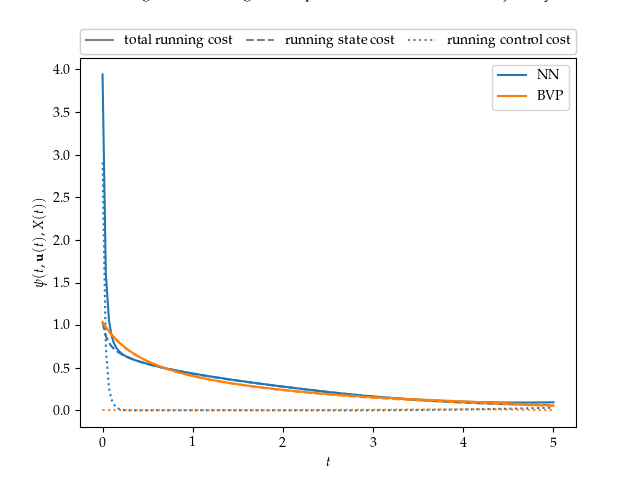 total running cost running state cost running control cost
NN
BVP
4.0
3.5
3.0
2.5
2.0
1.5
1.0
0.5
0.0
ψ(t, u(t), X(t))
0 1 2 3 4 5
t